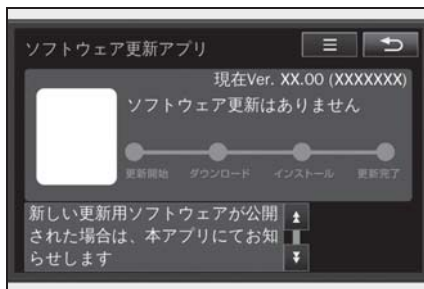 ソフトウェア更新アプリ
現在Ver. XX.00 (XXXXXXX)
ソフトウェア更新はありません
更新開始 ダウンロード インストール 更新完了
新しい更新用ソフトウェアが公開
された場合は、本アプリにてお知
らせします